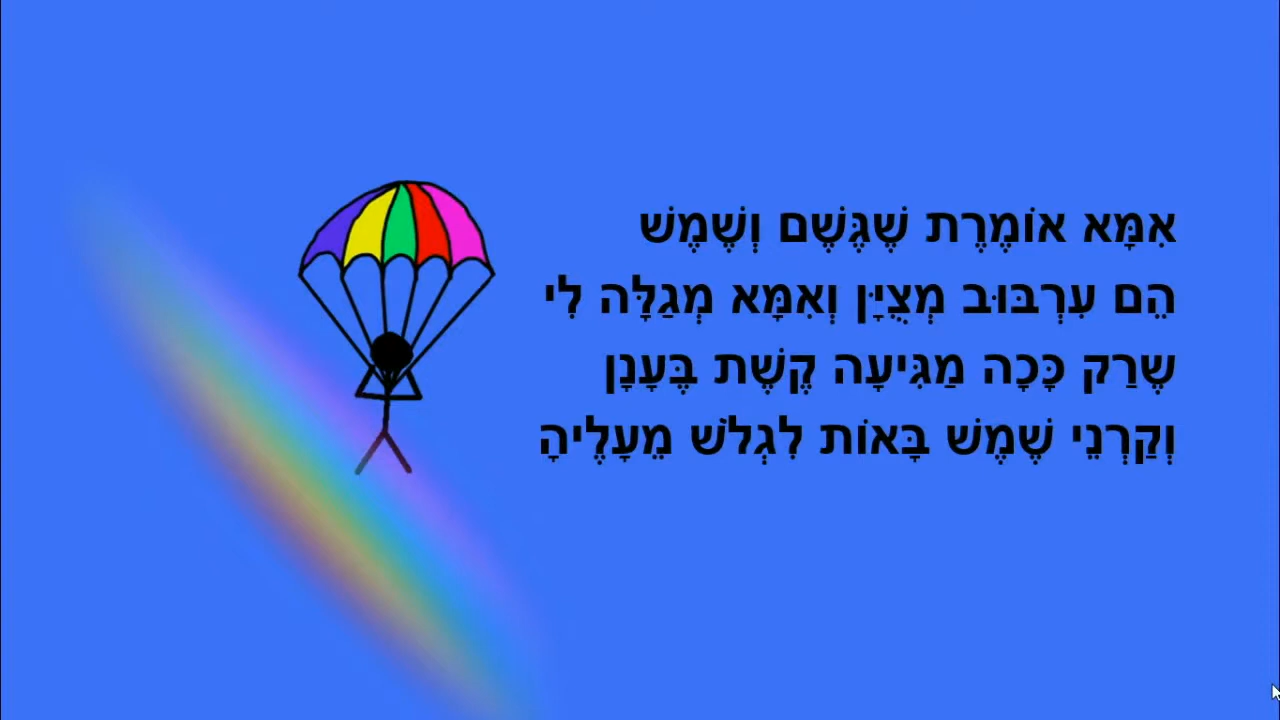 אִמָּא אוֹמֶרֶת שֶׁגֶּשֶׁם וְשֶׁמֶשׁ
הֵם עִרְבּוּב מְצֻיָּן וְאִמָּא מְגַלָּה לִי
שֶרַק כָּכָה מַגִּיעָה קֶשֶׁת בֶּעָנָן
וְקַרְנֵי שֶׁמֶשׁ בָּאוֹת לִגְלֹשׁ מֵעָלֶיהָ